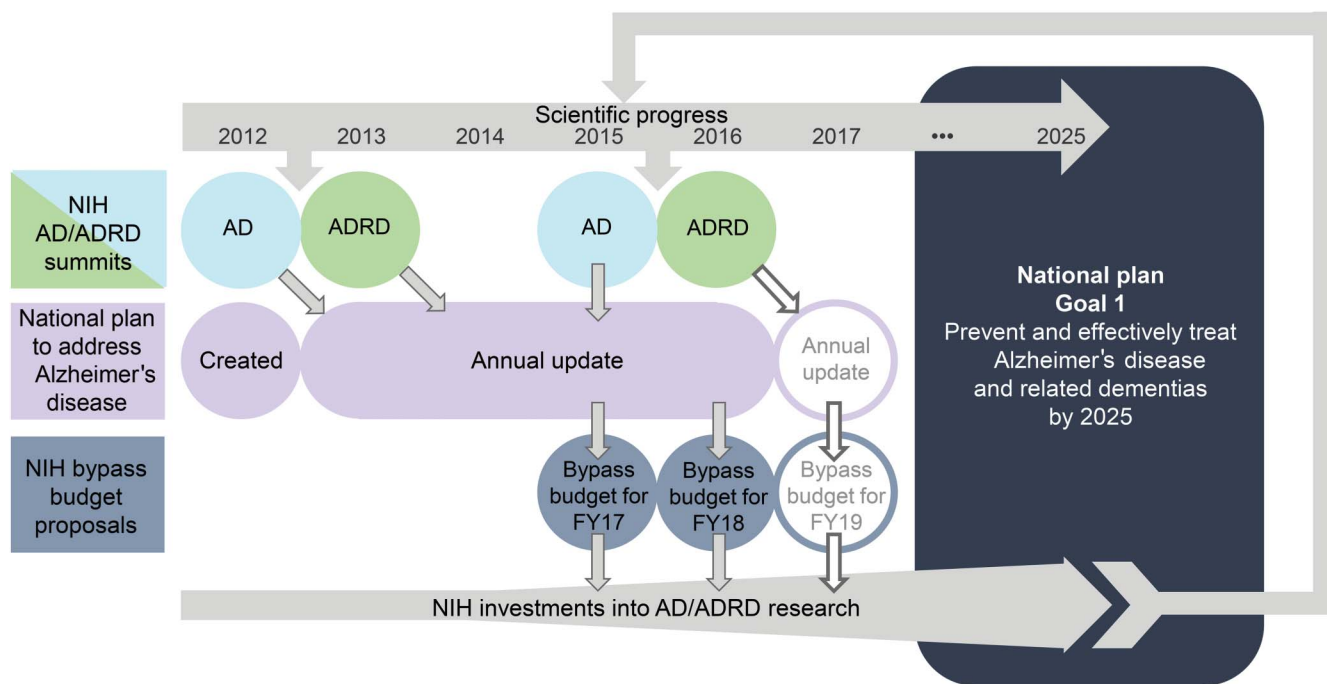 Scientific progress
2012 2013 2014 2015 2016 2017 ••• 2025
NIH
AD/ADRD
summits
AD
ADRD
AD
ADRD
National plan
to address
Alzheimer's
disease
Created
Annual update
Annual
update
NIH bypass
budget
proposals
Bypass
budget for
FY17
Bypass
budget for
FY18
Bypass
budget for
FY19
NIH investments into AD/ADRD research
National plan
Goal 1
Prevent and effectively treat
Alzheimer's disease
and related dementias
by 2025